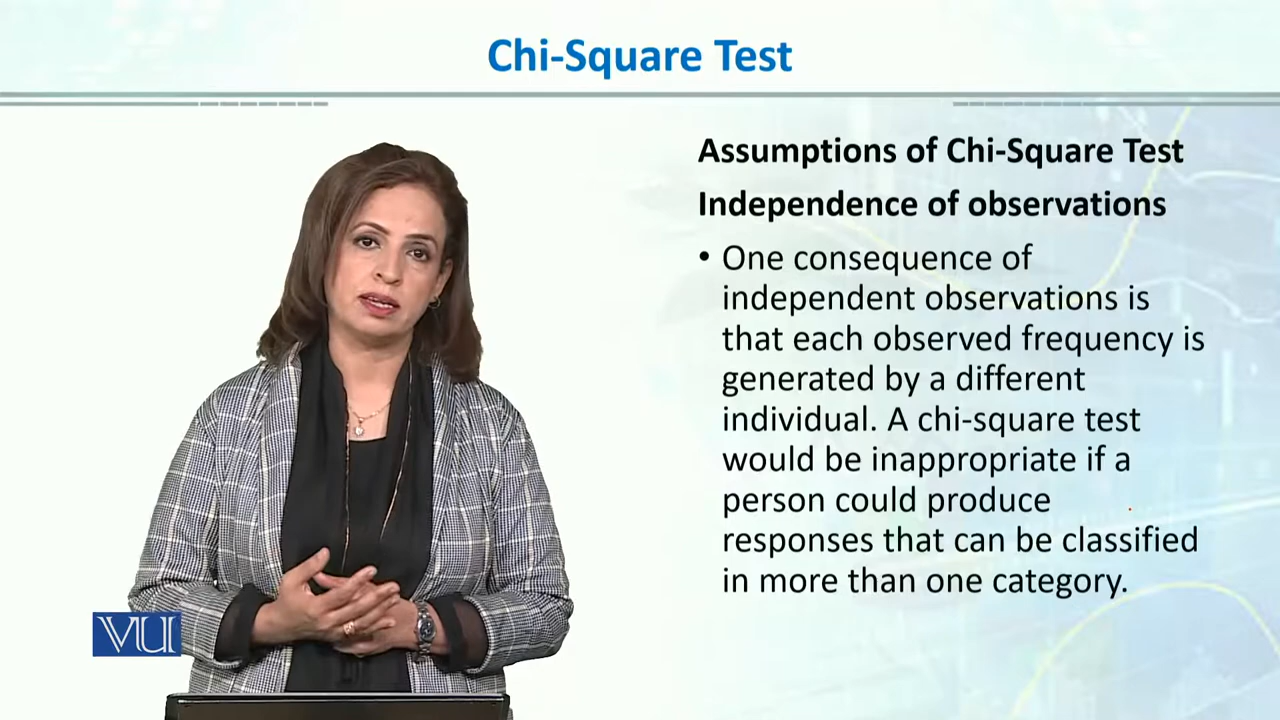 Chi-Square Test
Assumptions of Chi-Square Test
Independence of observations
• One consequence of
independent observations is
that each observed frequency is
generated by a different
individual. A chi-square test
would be inappropriate if a
person could produce
responses that can be classified
in more than one category.
VU